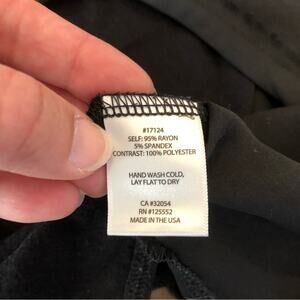 #17124
SELF: 95% RAYON
5% SPANDEX
CONTRAST: 100% POLYESTER
HAND WASH COLD,
LAY FLAT TO DRY
CA #32054
RN #125552
MADE IN THE USA